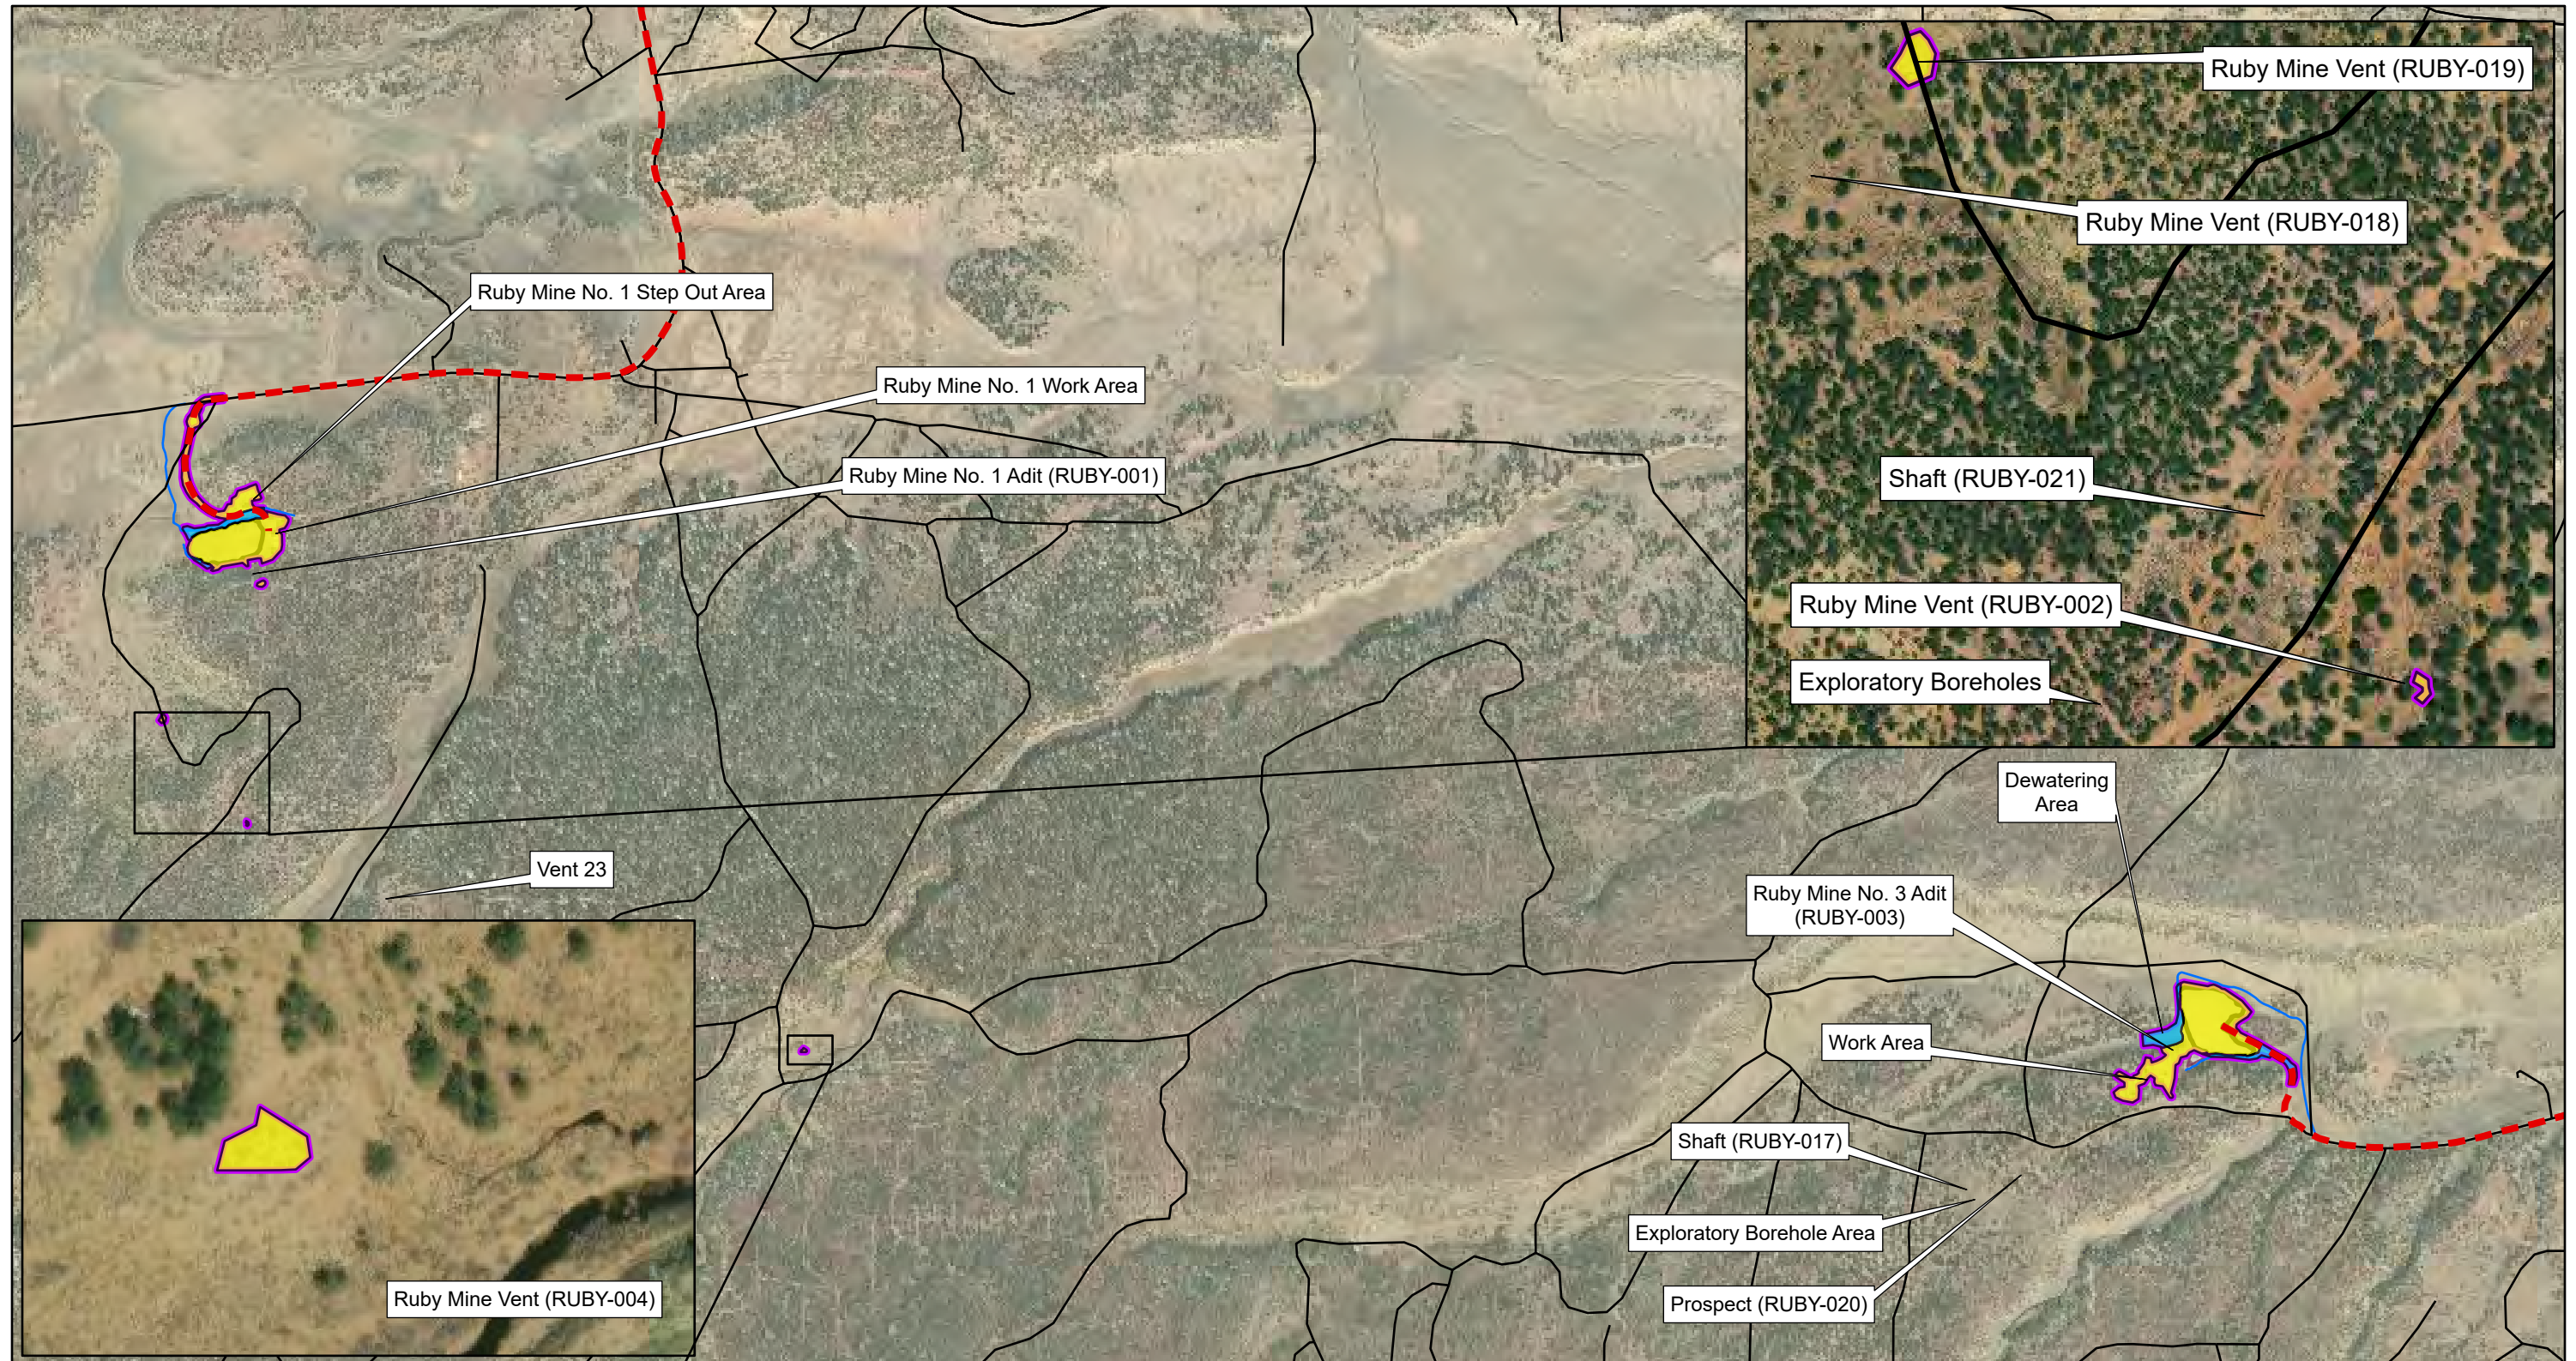 Ruby Mine Vent (RUBY-019)
Ruby Mine Vent (RUBY-018)
Ruby Mine No. 1 Step Out Area
Ruby Mine No. 1 Work Area
Ruby Mine No. 1 Adit (RUBY-001)
Shaft (RUBY-021)
Ruby Mine Vent (RUBY-002)
Exploratory Boreholes
Dewatering
Area
Vent 23
Ruby Mine No. 3 Adit
(RUBY-003)
Work Area
Shaft (RUBY-017)
Exploratory Borehole Area
Prospect (RUBY-020)
Ruby Mine Vent (RUBY-004)